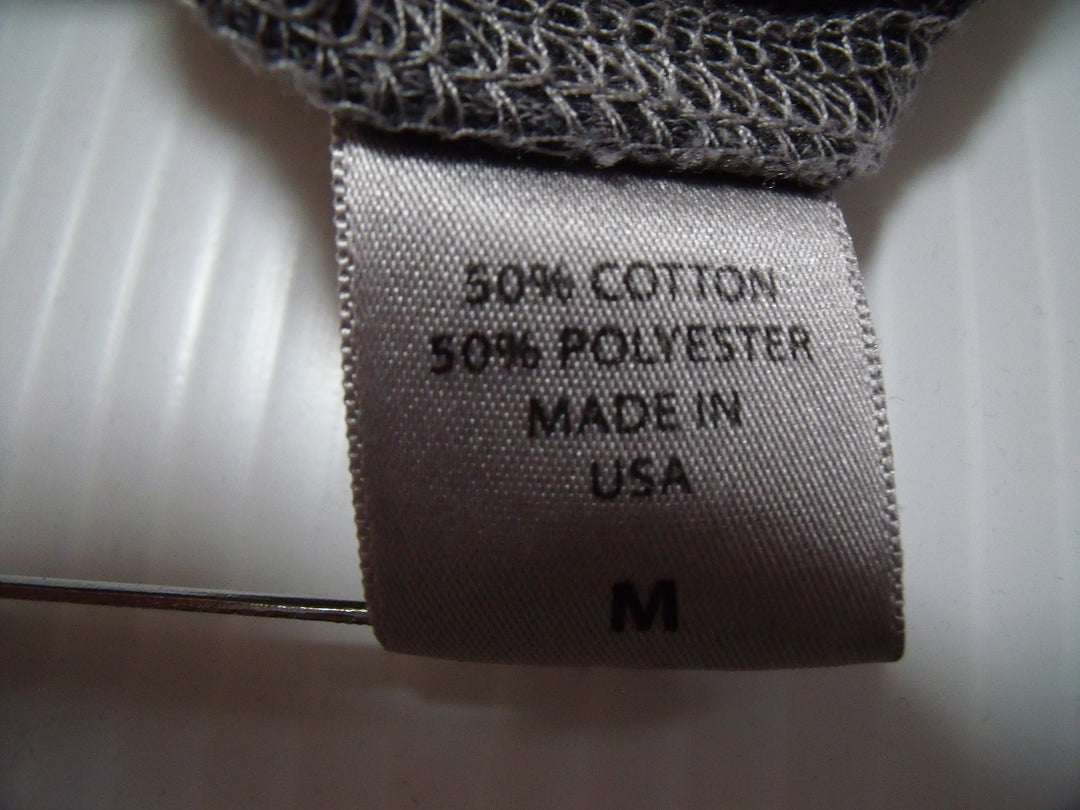 50% COTTON
50% POLYESTER
MADE IN
USA
M